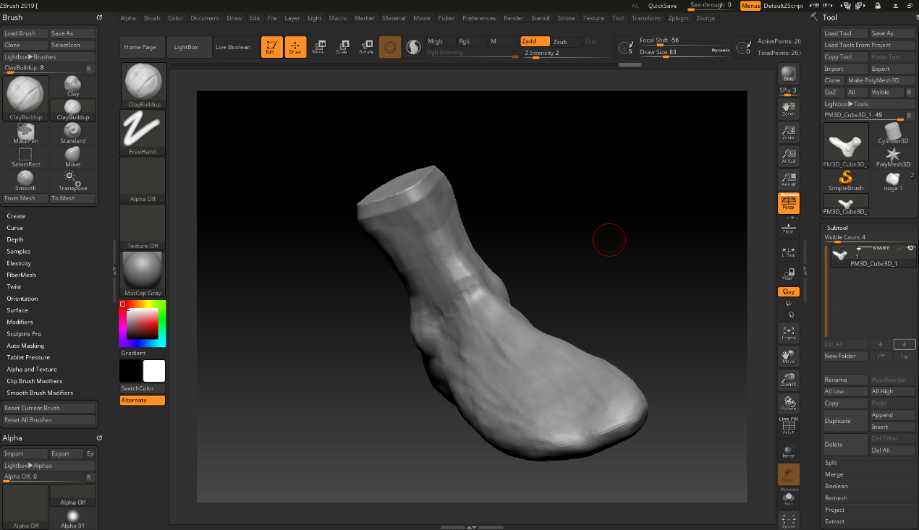 ZBrush 2019 [
AC
QuickSave
See-through 0
Menus
DefaultZScript
Brush
Alpha Brush Color Document Draw Edit File Layer Light Macro Marker Material Movie Picker Preferences Render Stencil Stroke Texture Tool Transform Zplugin Zscript
Tool
Load Brush Save As
Clone SelectIcon
Lightbox▶Brushes
ClayBuildup 8 R
ClayBuildup
Clay
ClayBuildup
MaskPen
Standard
SelectRect
Move
Smooth
Transpose
From Mesh To Mesh
Create
Curve
Depth
Samples
Elasticity
FiberMesh
Twist
Orientation
Surface
Modifiers
Sculptris Pro
Auto Masking
Tablet Pressure
Alpha and Texture
Clip Brush Modifiers
Smooth Brush Modifiers
Reset Current Brush
Reset All Brushes
Alpha
Import Export Ep
Lightbox▶Alphas
Alpha Off. 0 R
Alpha Off
Alpha Off
Alpha 01
Home Page
LightBox
Live Boolean
Edit
Draw
Move
Scale
Rotate
Mrgb Rgb M
Rgb Intensity
Zadd Zsub Zcut
Z Intensity 2
Focal Shift -56
Draw Size 83
Dynamic
S
D
ActivePoints: 26
TotalPoints: 26,
ClayBuildup
FreeHand
Alpha Off
Texture Off
MatCap Gray
Gradient
SwitchColor
Alternate
BPR
SPix 3
Scroll
Zoom
Actual
AAHalf
Persp
Floor
L.Sym
Frame
Move
Rotate
Line Fill
PolyF
Transp
Dynamic
Solo
Load Tool Save As
Load Tools From Project
Copy Tool Paste Tool
Import Export
Clone Make PolyMesh3D
GoZ All Visible R
Lightbox▶Tools
PM3D_Cube3D_1. 49 R
PM3D_Cube3D_1
Cylinder3D
PolyMesh3D
SimpleBrush
noga 1
2
PM3D_Cube3D_1
Subtool
Visible Count 4
START
1
PM3D_Cube3D_1
List All
New Folder
Rename AutoReorder
All Low All High
Copy Paste
Duplicate
Append
Insert
Delete
Del Other
Del All
Split
Merge
Boolean
Remesh
Project
Extract